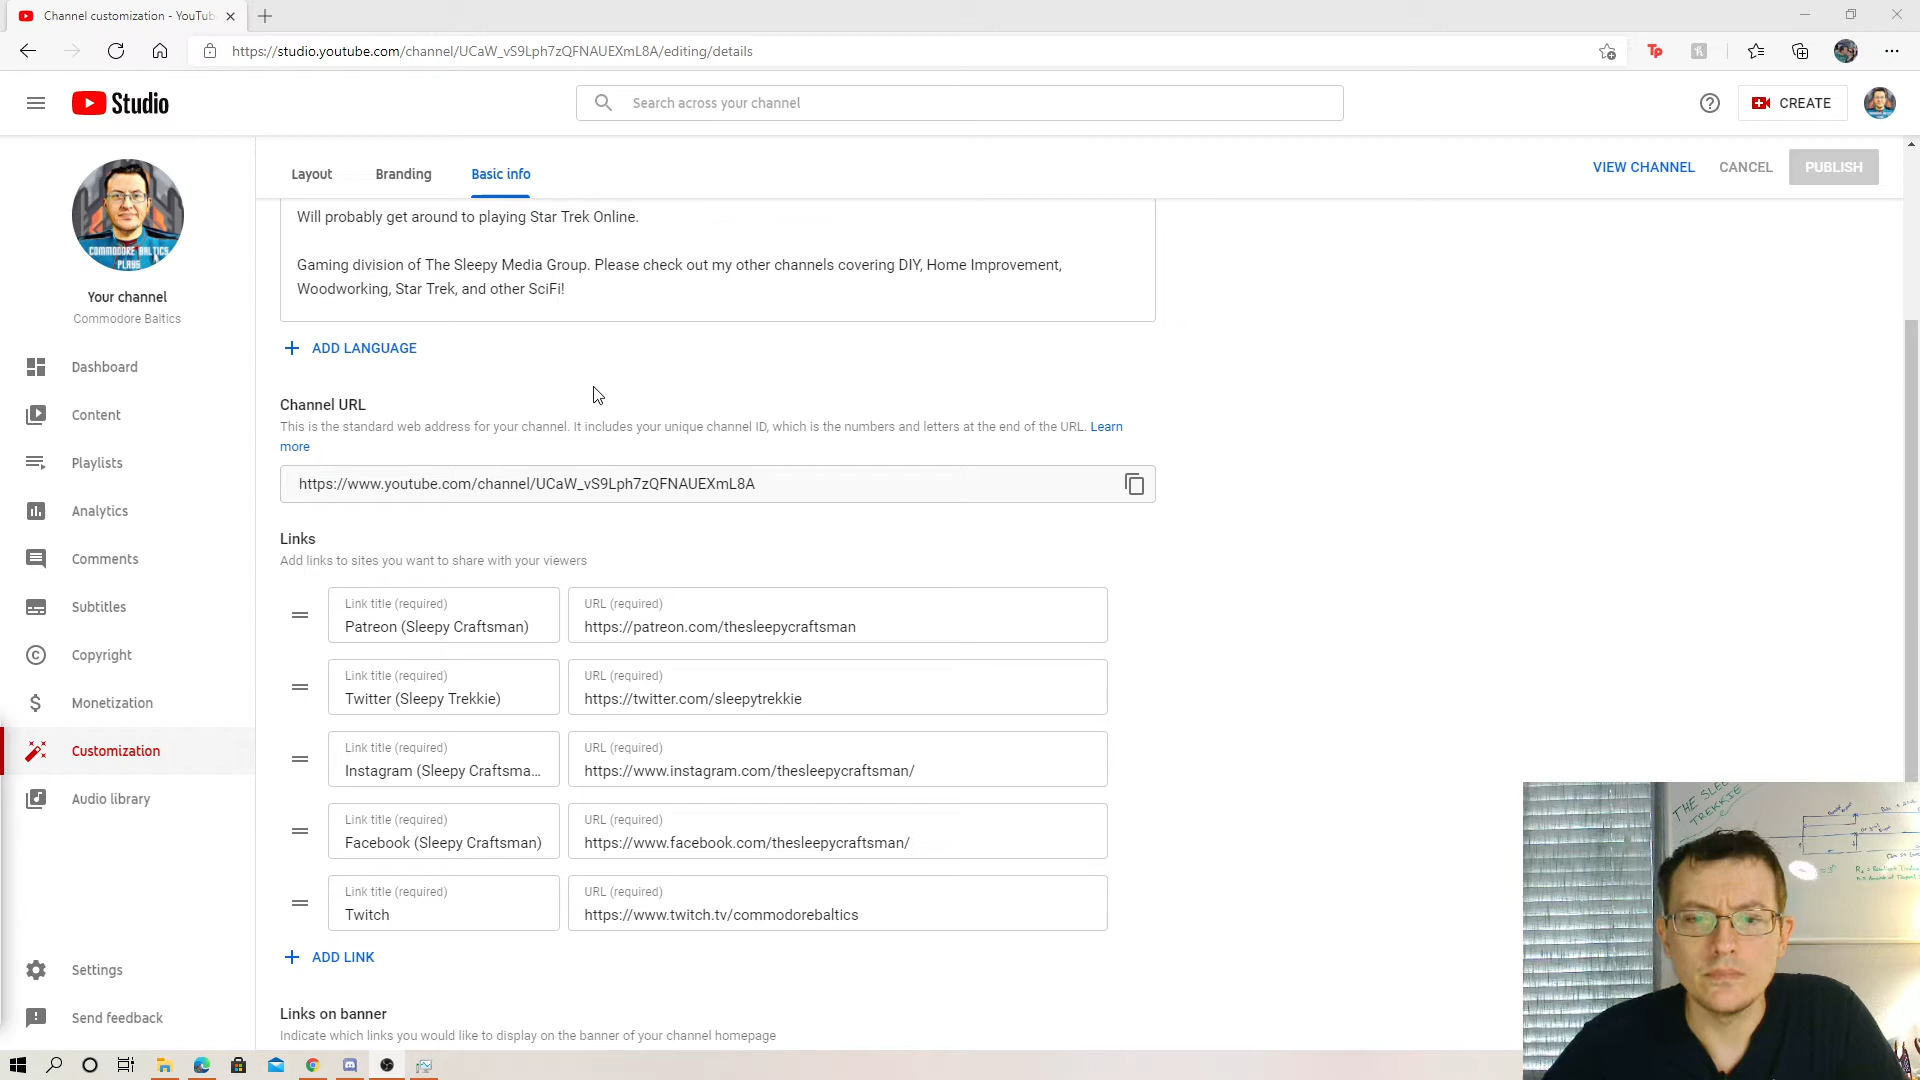 Channel customization - YouTub
https://studio.youtube.com/channel/UCaW_vS9Lph7zQFNAUEXmL8A/editing/details
Studio
Search across your channel
CREATE
COMMODORE BALTICS
PLAYS
Your channel
Commodore Baltics
Dashboard
Content
Playlists
Analytics
Comments
Subtitles
Copyright
Monetization
Customization
Audio library
Settings
Send feedback
Layout
Branding
Basic info
VIEW CHANNEL
CANCEL
PUBLISH
Will probably get around to playing Star Trek Online.
Gaming division of The Sleepy Media Group. Please check out my other channels covering DIY, Home Improvement,
Woodworking, Star Trek, and other SciFi!
ADD LANGUAGE
Channel URL
This is the standard web address for your channel. It includes your unique channel ID, which is the numbers and letters at the end of the URL. Learn
more
https://www.youtube.com/channel/UCaW_vS9Lph7zQFNAUEXmL8A
Links
Add links to sites you want to share with your viewers
Link title (required)
Patreon (Sleepy Craftsman)
URL (required)
https://patreon.com/thesleepycraftsman
Link title (required)
Twitter (Sleepy Trekkie)
URL (required)
https://twitter.com/sleepytrekkie
Link title (required)
Instagram (Sleepy Craftsma...
URL (required)
https://www.instagram.com/thesleepycraftsman/
Link title (required)
Facebook (Sleepy Craftsman)
URL (required)
https://www.facebook.com/thesleepycraftsman/
Link title (required)
Twitch
URL (required)
https://www.twitch.tv/commodorebaltics
ADD LINK
Links on banner
Indicate which links you would like to display on the banner of your channel homepage
THE SLEE
TREKKIE